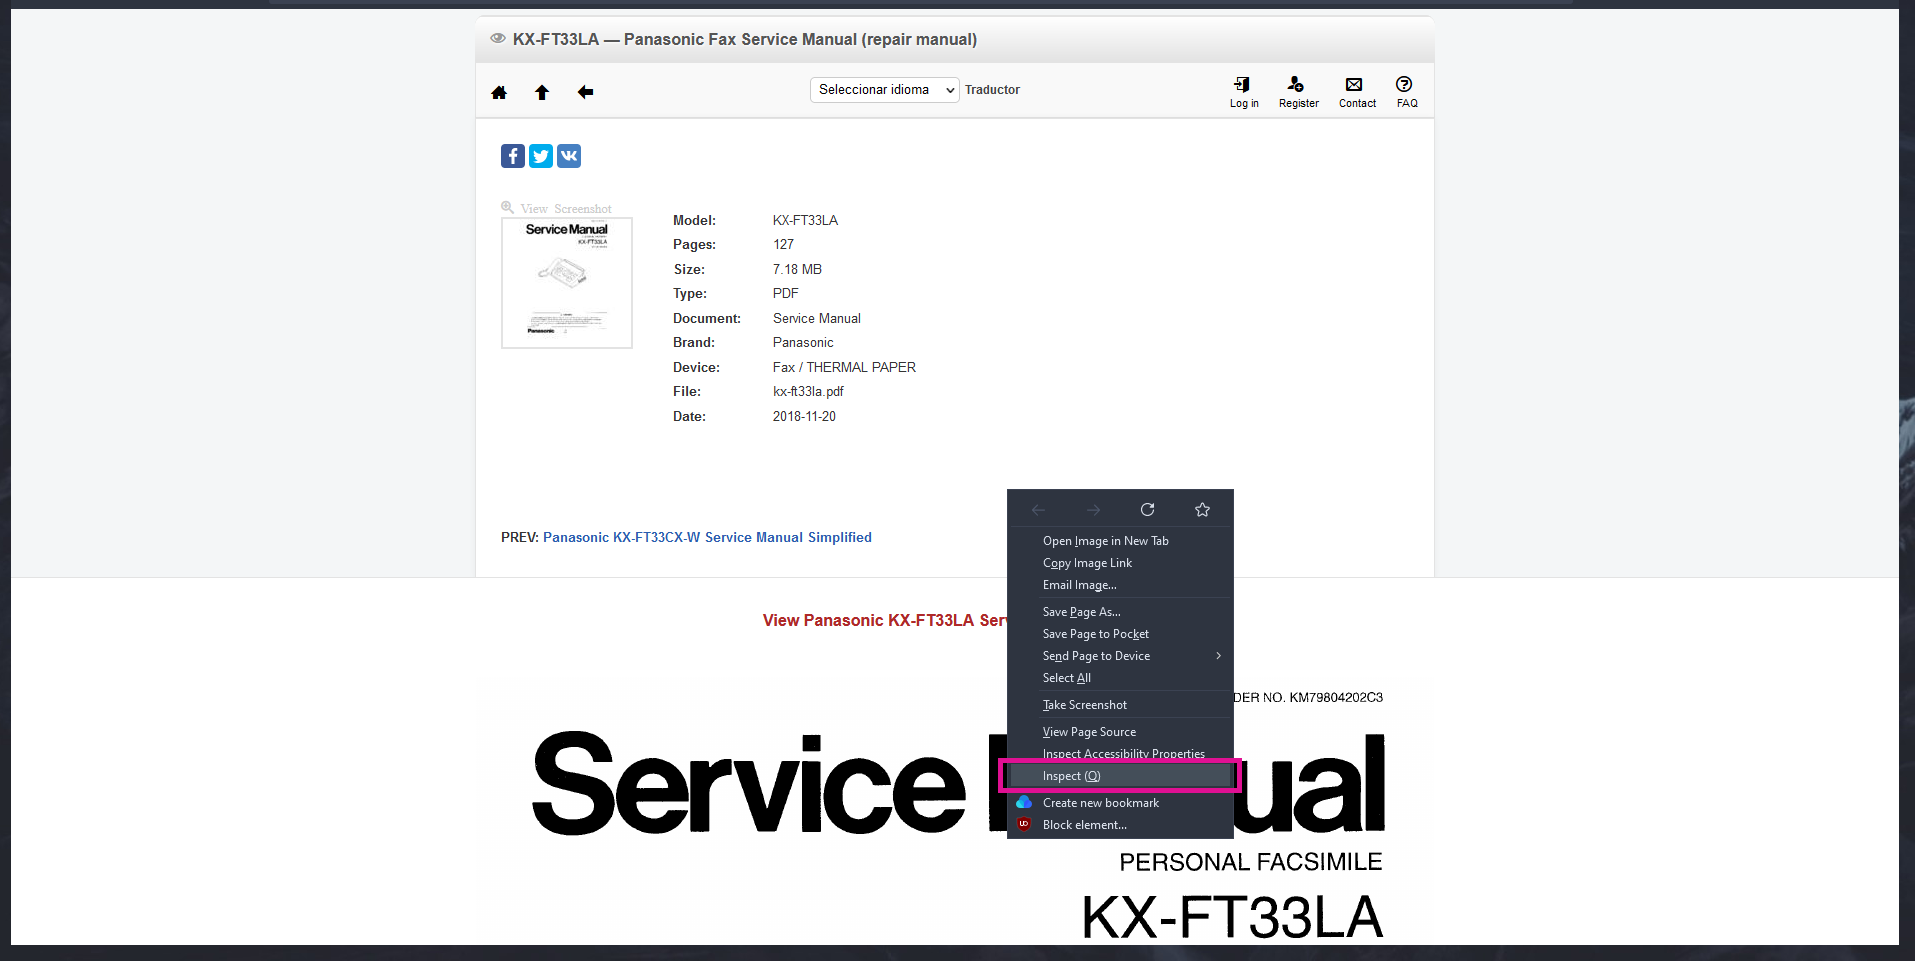 KX-FT33LA — Panasonic Fax Service Manual (repair manual)
Seleccionar idioma
Traductor
Log in
Register
Contact
FAQ
View Screenshot
Service Manual
KX-FT33LA
Panasonic
Model: KX-FT33LA
Pages: 127
Size: 7.18 MB
Type: PDF
Document: Service Manual
Brand: Panasonic
Device: Fax / THERMAL PAPER
File: kx-ft33la.pdf
Date: 2018-11-20
PREV: Panasonic KX-FT33CX-W Service Manual Simplified
Open Image in New Tab
Copy Image Link
Email Image...
Save Page As...
Save Page to Pocket
Send Page to Device
Select All
Take Screenshot
View Page Source
Inspect Accessibility Properties
Inspect (Q)
Create new bookmark
Block element...
View Panasonic KX-FT33LA Ser
DER NO. KM79804202C3
Service M ual
PERSONAL FACSIMILE
KX-FT33LA